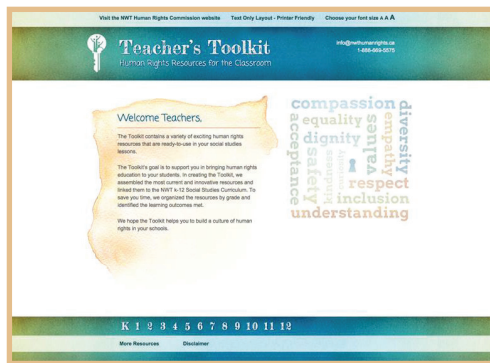 Visit the NWT Human Rights Commission website Text Only Layout - Printer Friendly Choose your font size A A A
Teacher's Toolkit
Human Rights Resources for the Classroom
info@nwthumanrights.ca
1-888-669-5575
Welcome Teachers,
The Toolkit contains a variety of exciting human rights
resources that are ready-to-use in your social studies
lessons.
The Toolkit's goal is to support you in bringing human rights
education to your students. In creating the Toolkit, we
assembled the most current and innovative resources and
linked them to the NWT k-12 Social Studies Curriculum. To
save you time, we organized the resources by grade and
identified the learning outcomes met.
We hope the Toolkit helps you to build a culture of human
rights in your schools.
compassion
equality
dignity
acceptance
safety
kindness
values
empathy
diversity
respect
inclusion
understanding
K 1 2 3 4 5 6 7 8 9 10 11 12
More Resources Disclaimer